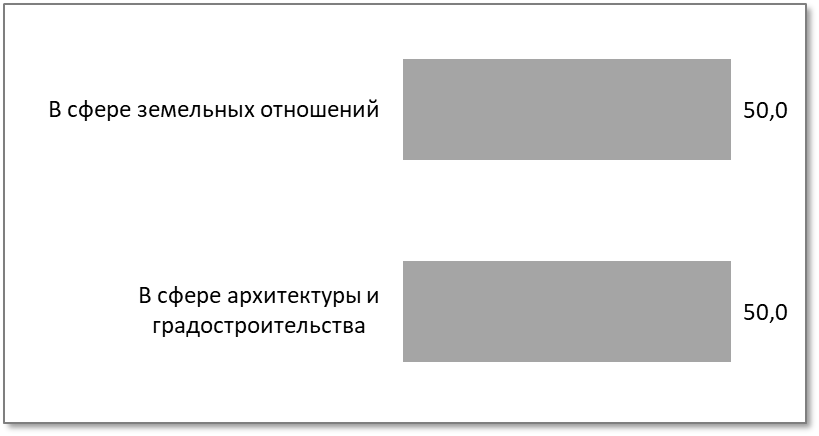 В сфере земельных отношений
50,0
В сфере архитектуры и
градостроительства
50,0